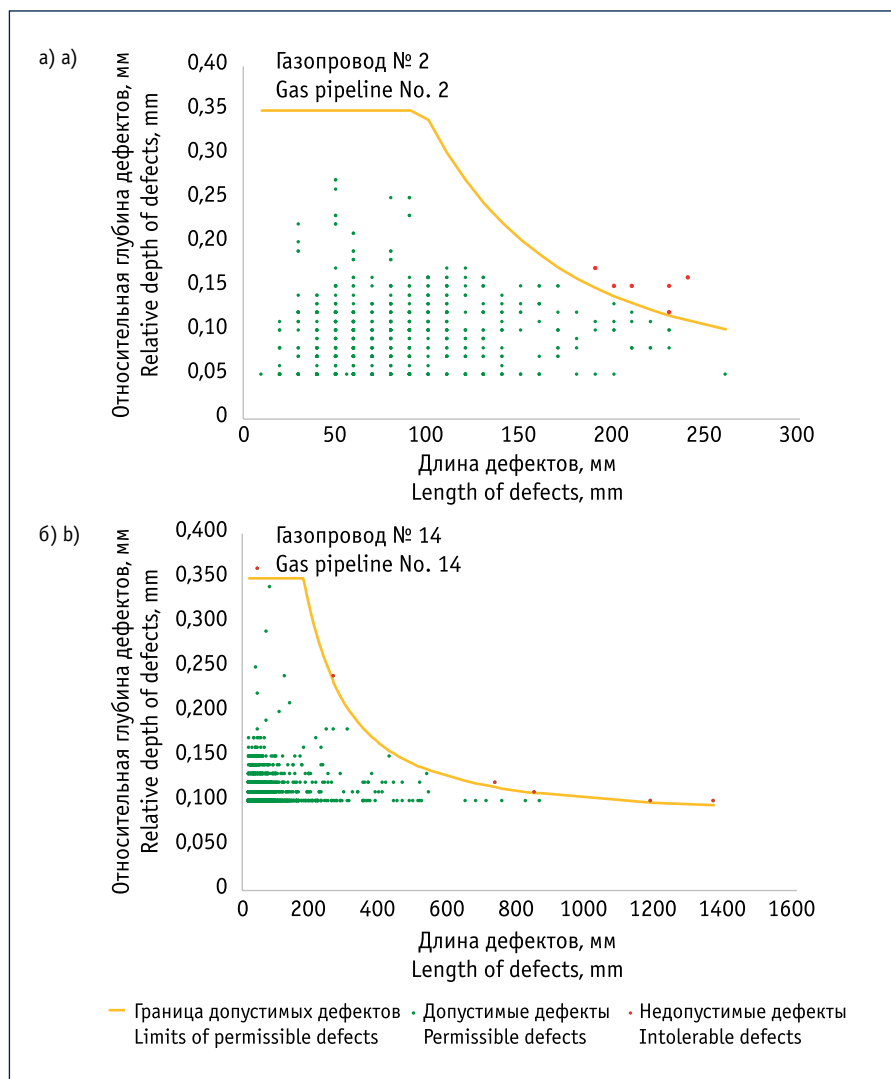 а) a)
Газопровод № 2
Gas pipeline No. 2
Относительная глубина дефектов, мм
Relative depth of defects, mm
0,40
0,35
0,30
0,25
0,20
0,15
0,10
0,05
0
0 50 100 150 200 250 300
Длина дефектов, мм
Length of defects, mm
б) b)
Газопровод № 14
Gas pipeline No. 14
Относительная глубина дефектов, мм
Relative depth of defects, mm
0,400
0,350
0,300
0,250
0,200
0,150
0,100
0,050
0
0 200 400 600 800 1000 1200 1400 1600
Длина дефектов, мм
Length of defects, mm
Граница допустимых дефектов
Limits of permissible defects
Допустимые дефекты
Permissible defects
Недопустимые дефекты
Intolerable defects